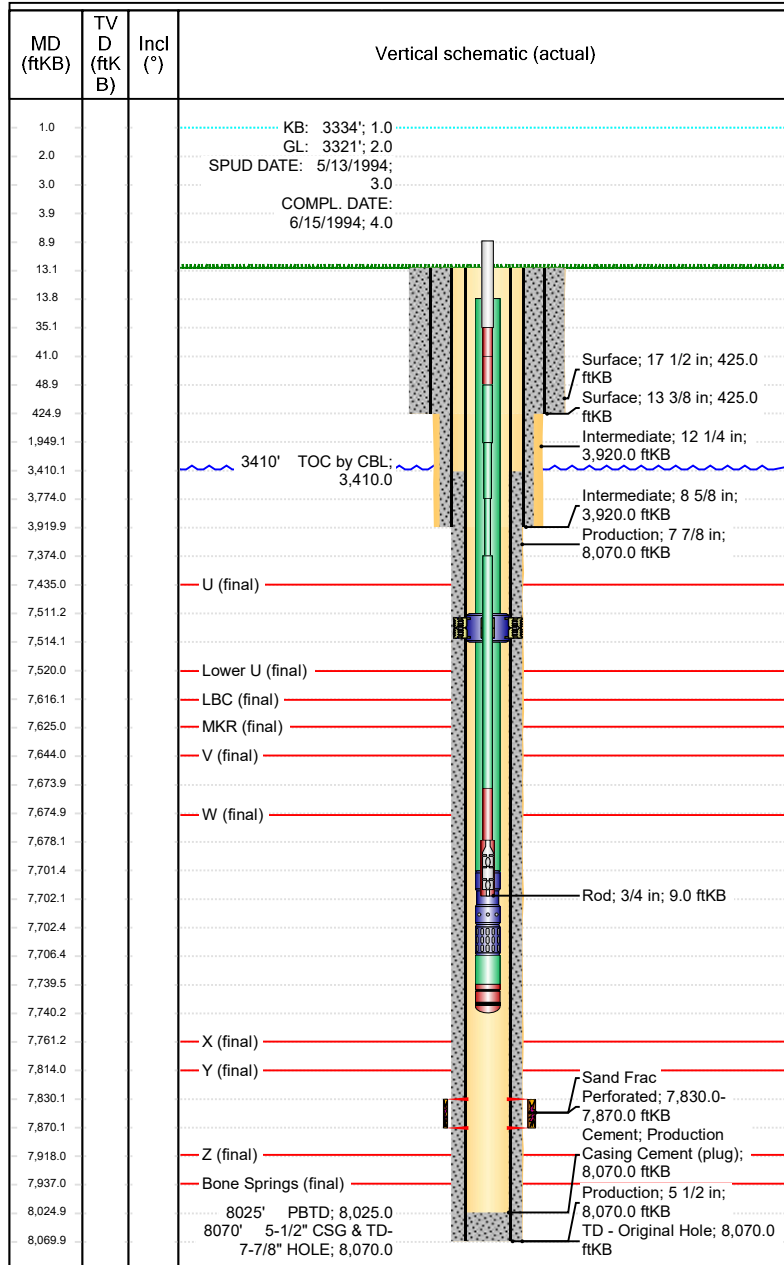 MD (ftKB)
TVD (ftKB)
Incl (°)
Vertical schematic (actual)
1.0
2.0
3.0
3.9
8.9
13.1
13.8
35.1
41.0
48.9
424.9
1,949.1
3,410.1
3,774.0
3,919.9
7,374.0
7,435.0
7,511.2
7,514.1
7,520.0
7,616.1
7,625.0
7,644.0
7,673.9
7,674.9
7,678.1
7,701.4
7,702.1
7,702.4
7,706.4
7,739.5
7,740.2
7,761.2
7,814.0
7,830.1
7,870.1
7,918.0
7,937.0
8,024.9
8,069.9
KB: 3334'; 1.0
GL: 3321'; 2.0
SPUD DATE: 5/13/1994;
3.0
COMPL. DATE:
6/15/1994; 4.0
3410' TOC by CBL;
3,410.0
U (final)
Lower U (final)
LBC (final)
MKR (final)
V (final)
W (final)
X (final)
Y (final)
Z (final)
Bone Springs (final)
8025' PBTD; 8,025.0
8070' 5-1/2" CSG & TD-
7-7/8" HOLE; 8,070.0
Surface; 17 1/2 in; 425.0
ftKB
Surface; 13 3/8 in; 425.0
ftKB
Intermediate; 12 1/4 in;
3,920.0 ftKB
Intermediate; 8 5/8 in;
3,920.0 ftKB
Production; 7 7/8 in;
8,070.0 ftKB
Rod; 3/4 in; 9.0 ftKB
Sand Frac
Perforated; 7,830.0-
7,870.0 ftKB
Cement; Production
Casing Cement (plug);
8,070.0 ftKB
Production; 5 1/2 in;
8,070.0 ftKB
TD - Original Hole; 8,070.0
ftKB